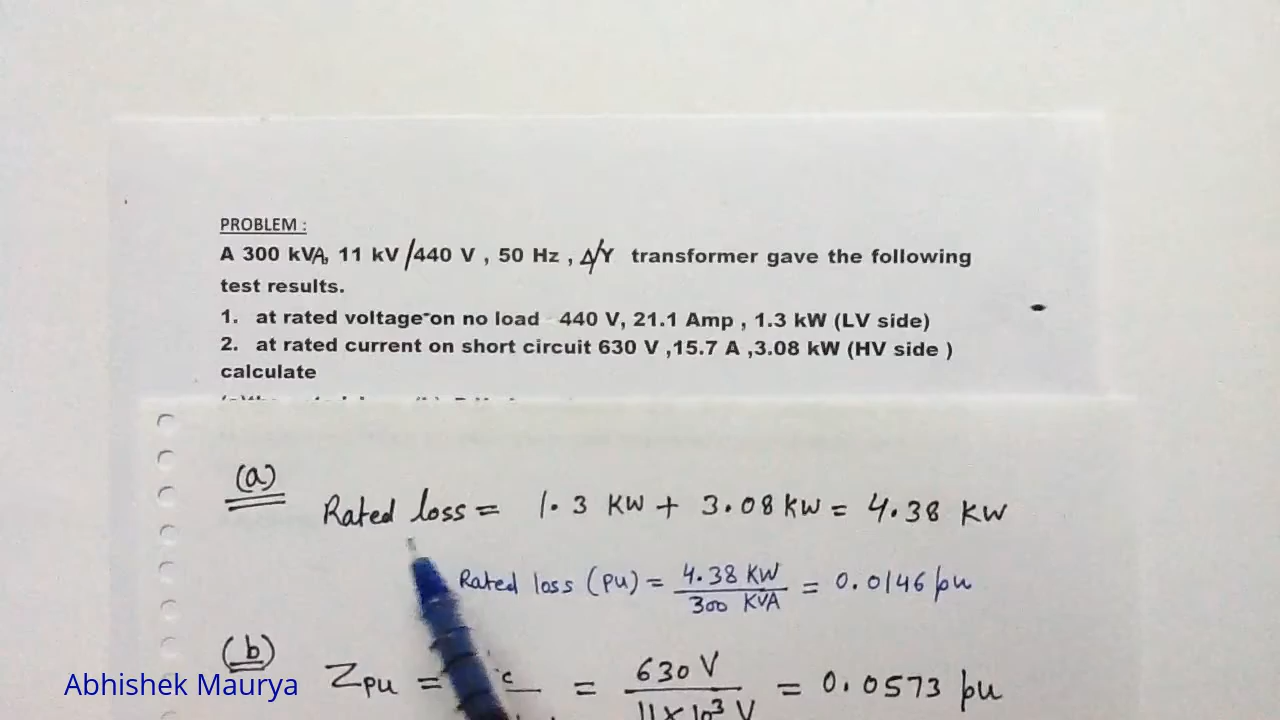 PROBLEM :
A 300 kVA, 11 kV/440 V , 50 Hz , Δ/Y transformer gave the following
test results.
1. at rated voltage on no load 440 V, 21.1 Amp , 1.3 kW (LV side)
2. at rated current on short circuit 630 V ,15.7 A ,3.08 kW (HV side )
calculate
(a)
Rated loss = 1.3 KW + 3.08 KW = 4.38 KW
Rated loss (pu) = 4.38 KW / 300 KVA = 0.0146 pu
(b)
Zpu = = 630 V / 11 × 10³ V = 0.0573 pu
Abhishek Maurya